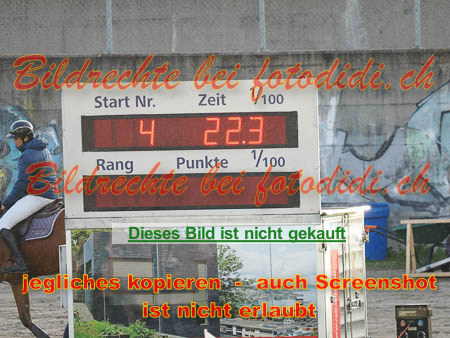 Bildrechte bei fotodidi.ch
Start Nr. Zeit 1/100
4 22.3
Rang Punkte 1/100
Bildrechte bei fotodidi.ch
Dieses Bild ist nicht gekauft
jegliches kopieren - auch Screenshot
ist nicht erlaubt